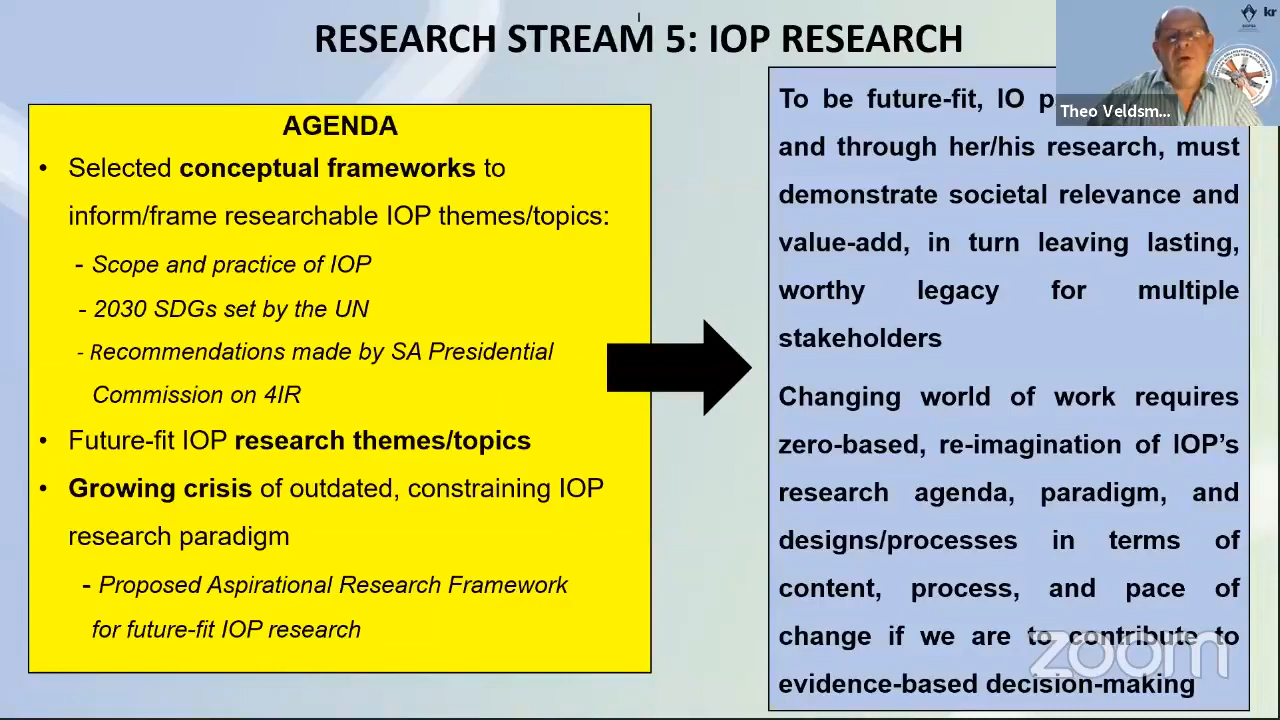 RESEARCH STREAM 5: IOP RESEARCH
kr
Theo Veldsm...
AGENDA
• Selected conceptual frameworks to
inform/frame researchable IOP themes/topics:
- Scope and practice of IOP
- 2030 SDGs set by the UN
- Recommendations made by SA Presidential
Commission on 4IR
• Future-fit IOP research themes/topics
• Growing crisis of outdated, constraining IOP
research paradigm
- Proposed Aspirational Research Framework
for future-fit IOP research
To be future-fit, IO
and through her/his research, must
demonstrate societal relevance and
value-add, in turn leaving lasting,
worthy legacy for multiple
stakeholders
Changing world of work requires
zero-based, re-imagination of IOP’s
research agenda, paradigm, and
designs/processes in terms of
content, process, and pace of
change if we are to contribute to
evidence-based decision-making
zoom